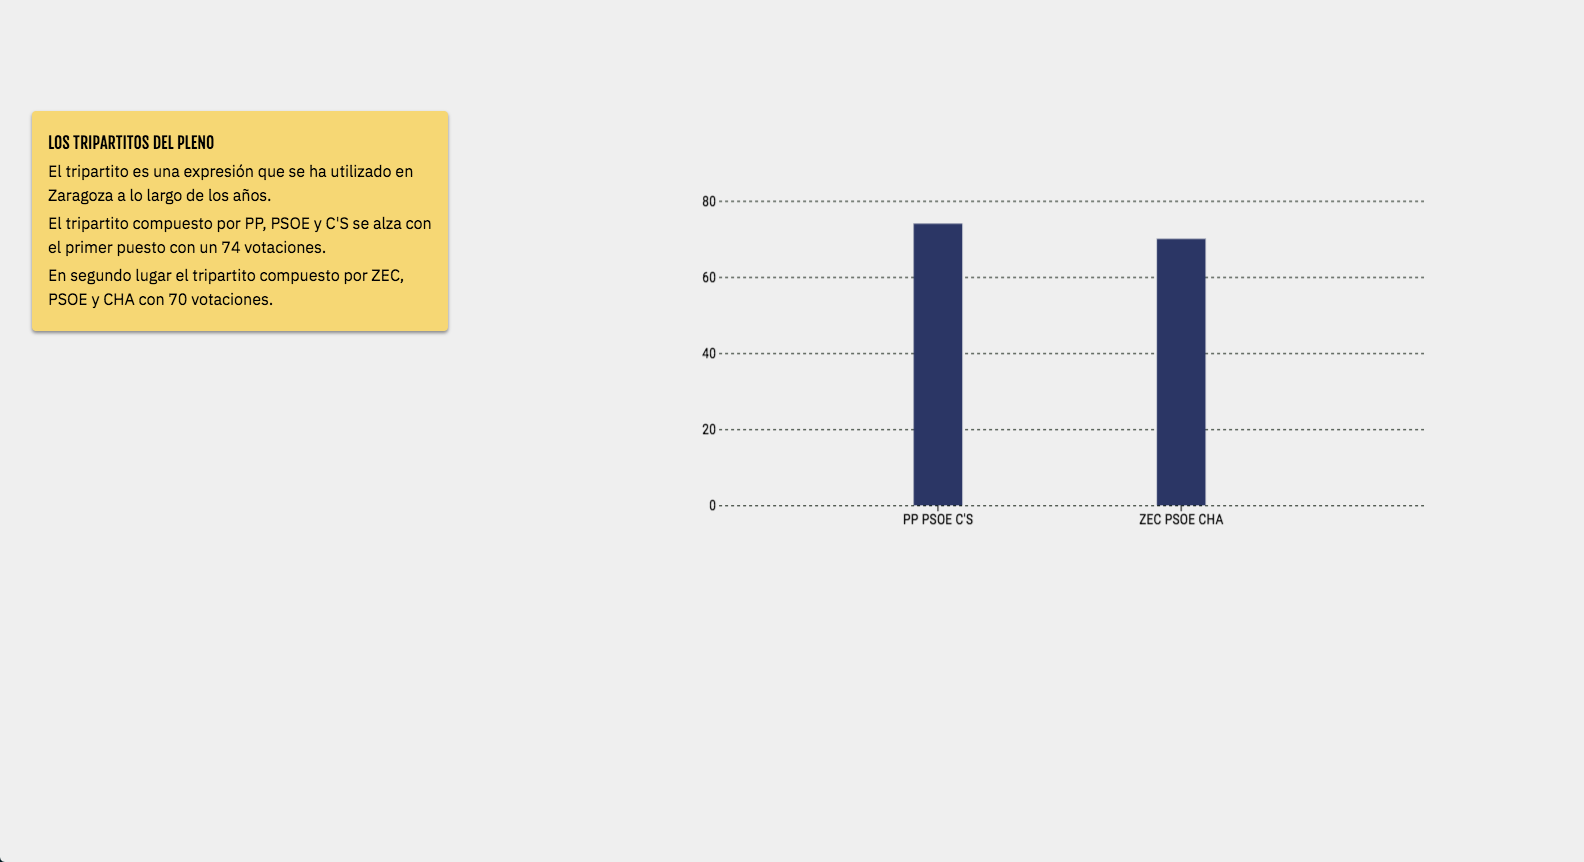 LOS TRIPARTITOS DEL PLENO
El tripartito es una expresión que se ha utilizado en
Zaragoza a lo largo de los años.
El tripartito compuesto por PP, PSOE y C'S se alza con
el primer puesto con un 74 votaciones.
En segundo lugar el tripartito compuesto por ZEC,
PSOE y CHA con 70 votaciones.
80
60
40
20
0
PP PSOE C'S
ZEC PSOE CHA